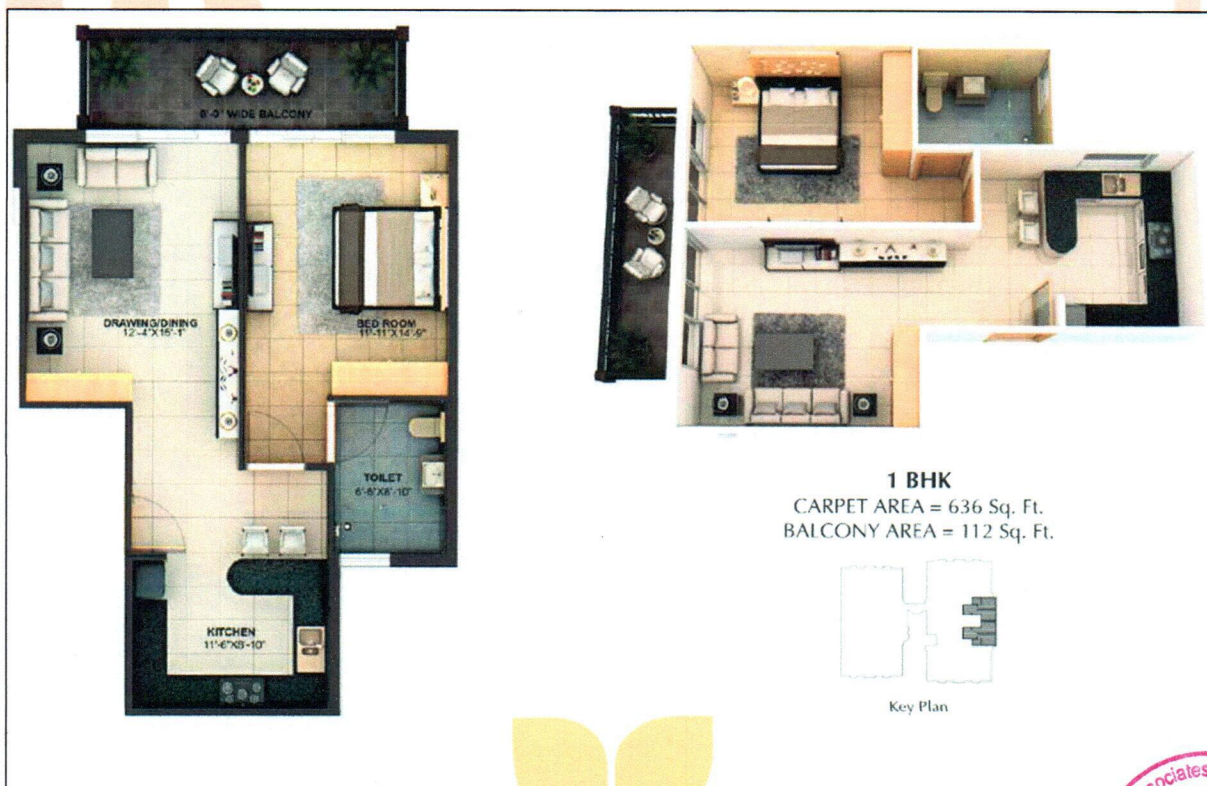 6'-0" WIDE BALCONY
DRAWING/DINING
12'-4"X15'-1"
BED ROOM
11'-11"X14'-9"
TOILET
6'-6"X8'-10"
KITCHEN
11'-6"X8'-10"
1 BHK
CARPET AREA = 636 Sq. Ft.
BALCONY AREA = 112 Sq. Ft.
Key Plan
ociates